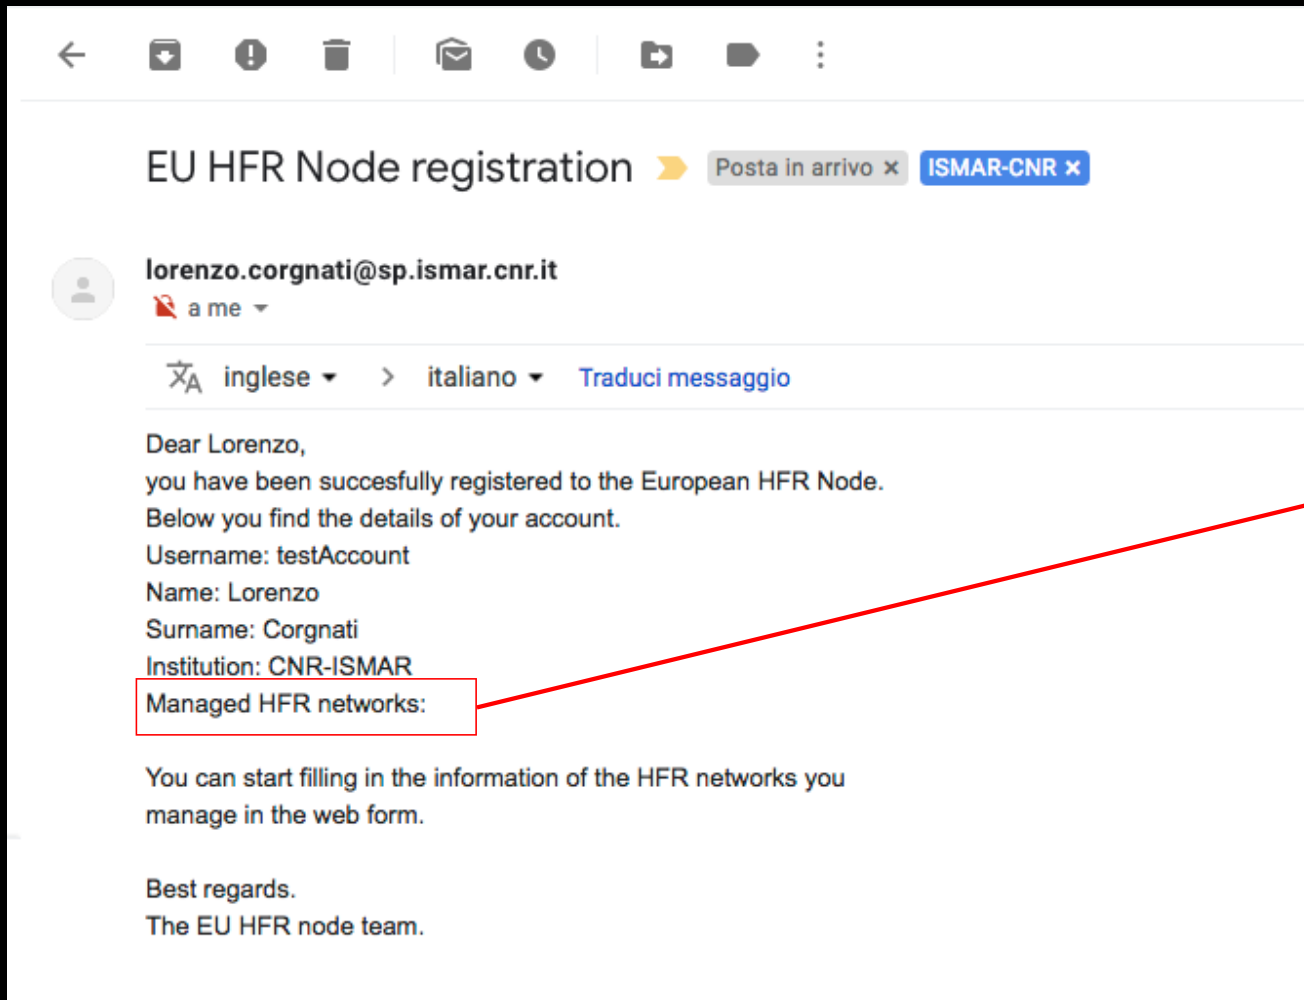 EU HFR Node registration Posta in arrivo × ISMAR-CNR ×
lorenzo.corgnati@sp.ismar.cnr.it
a me
inglese > italiano Traduci messaggio
Dear Lorenzo,
you have been succesfully registered to the European HFR Node.
Below you find the details of your account.
Username: testAccount
Name: Lorenzo
Surname: Corgnati
Institution: CNR-ISMAR
Managed HFR networks:
You can start filling in the information of the HFR networks you
manage in the web form.
Best regards.
The EU HFR node team.